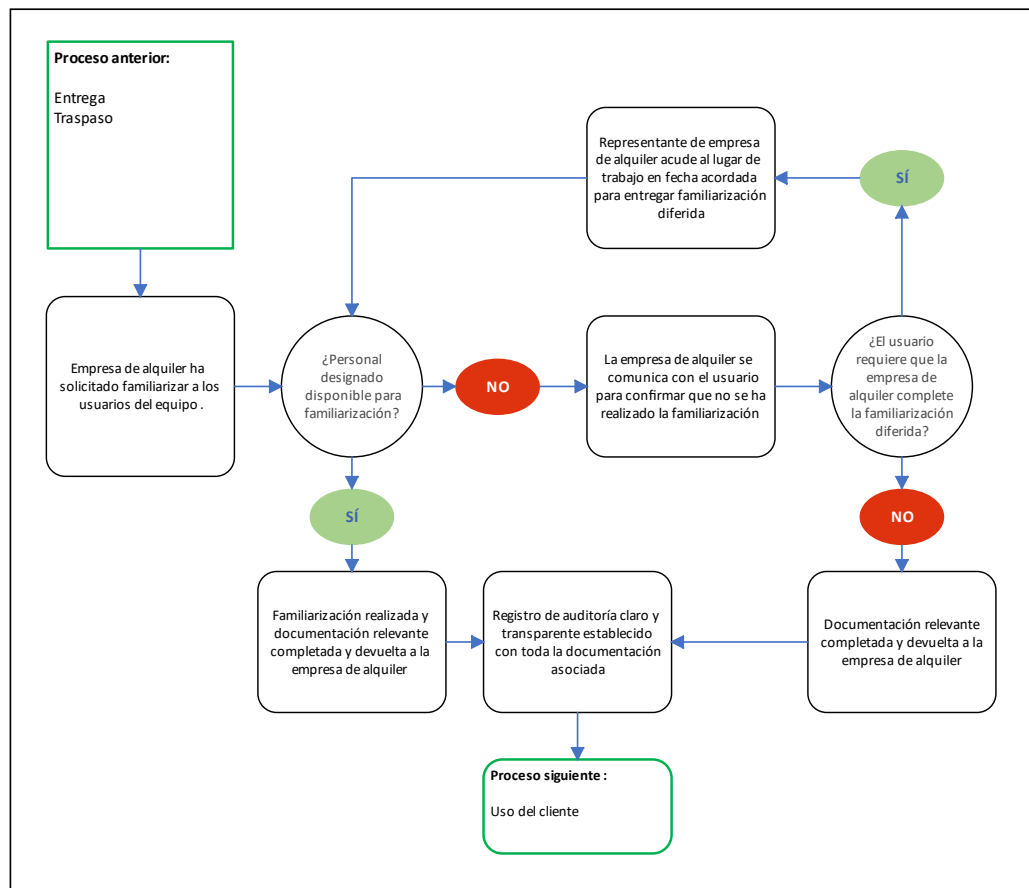 Proceso anterior:
Entrega
Traspaso
Representante de empresa
de alquiler acude al lugar de
trabajo en fecha acordada
para entregar familiarización
diferida
SÍ
Empresa de alquiler ha
solicitado familiarizar a los
usuarios del equipo .
¿Personal
designado
disponible para
familiarización?
NO
La empresa de alquiler se
comunica con el usuario
para confirmar que no se ha
realizado la familiarización
¿El usuario
requiere que la
empresa de
alquiler complete
la familiarización
diferida?
SÍ
NO
Familiarización realizada y
documentación relevante
completada y devuelta a la
empresa de alquiler
Registro de auditoría claro y
transparente establecido
con toda la documentación
asociada
Documentación relevante
completada y devuelta a la
empresa de alquiler
Proceso siguiente :
Uso del cliente